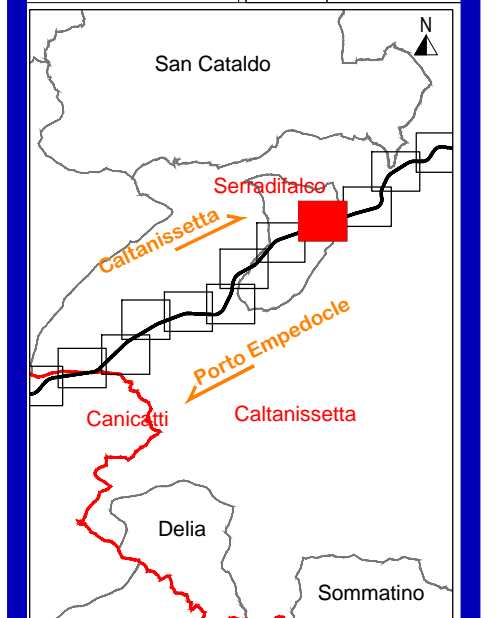 N
San Cataldo
Serradifalco
Caltanissetta
Porto Empedocle
Canicatti
Caltanissetta
Delia
Sommatino